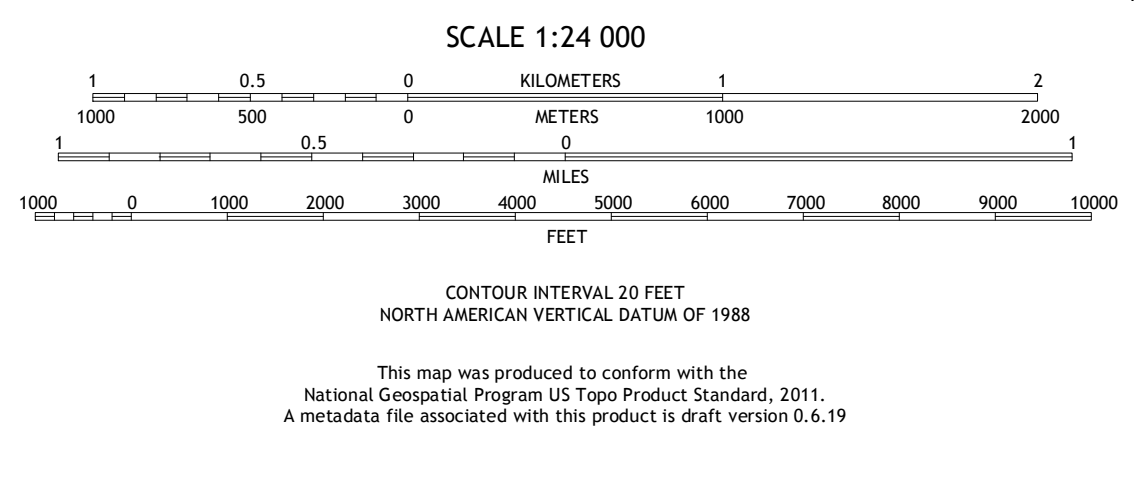 SCALE 1:24 000
1 0.5 0 KILOMETERS 1 2
1000 500 0 METERS 1000 2000
1 0.5 0 1
MILES
1000 0 1000 2000 3000 4000 5000 6000 7000 8000 9000 10000
FEET
CONTOUR INTERVAL 20 FEET
NORTH AMERICAN VERTICAL DATUM OF 1988
This map was produced to conform with the
National Geospatial Program US Topo Product Standard, 2011.
A metadata file associated with this product is draft version 0.6.19